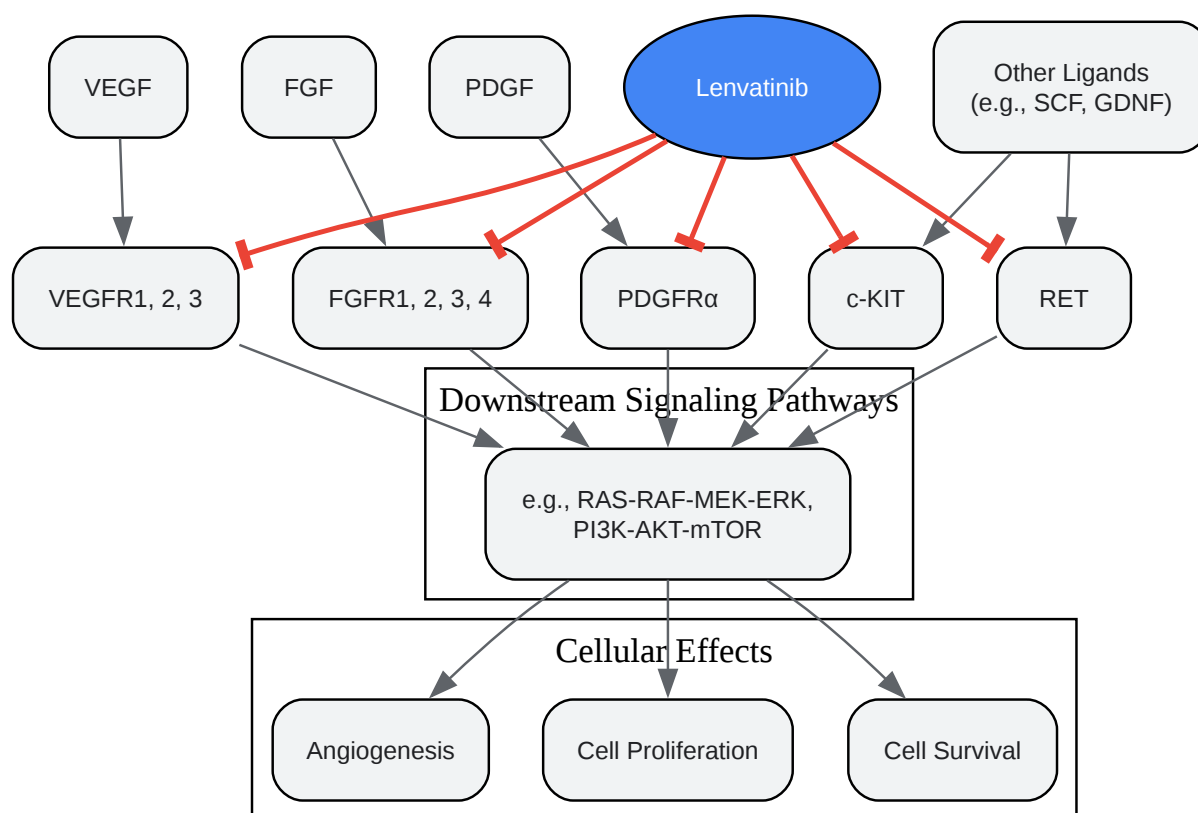 VEGF
FGF
PDGF
Lenvatinib
Other Ligands
(e.g., SCF, GDNF)
VEGFR1, 2, 3
FGFR1, 2, 3, 4
PDGFRα
c-KIT
RET
Downstream Signaling Pathways
e.g., RAS-RAF-MEK-ERK,
PI3K-AKT-mTOR
Cellular Effects
Angiogenesis
Cell Proliferation
Cell Survival